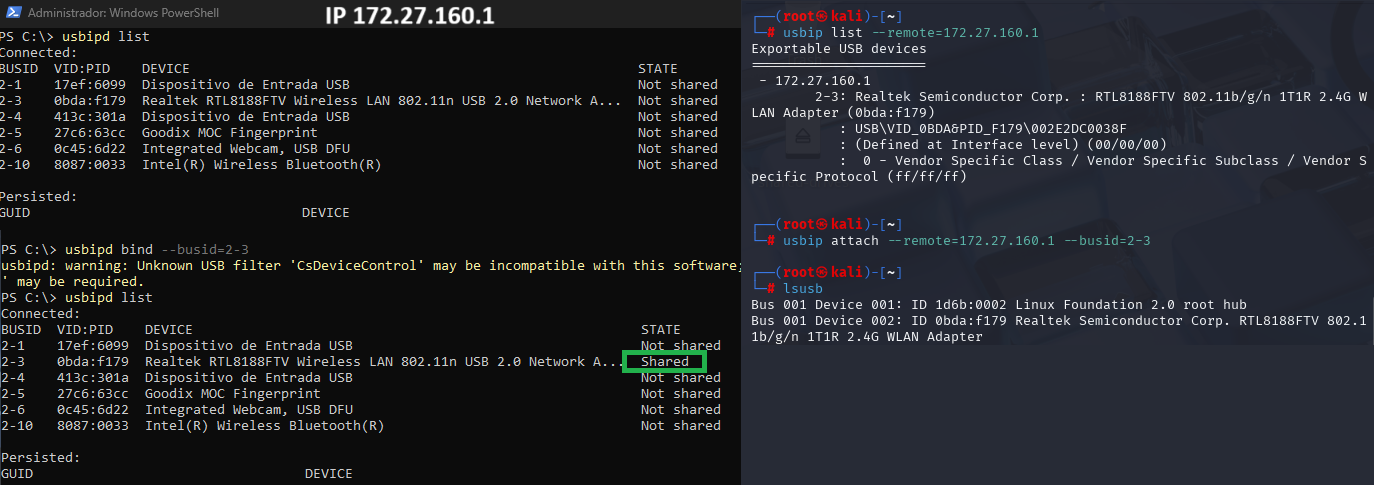 Administrador: Windows PowerShell
IP 172.27.160.1
PS C:\> usbipd list
Connected:
BUSID  VID:PID    DEVICE                                                        STATE
2-1    17ef:6099  Dispositivo de Entrada USB                                    Not shared
2-3    0bda:f179  Realtek RTL8188FTV Wireless LAN 802.11n USB 2.0 Network A...  Not shared
2-4    413c:301a  Dispositivo de Entrada USB                                    Not shared
2-5    27c6:63cc  Goodix MOC Fingerprint                                        Not shared
2-6    0c45:6d22  Integrated Webcam, USB DFU                                    Not shared
2-10   8087:0033  Intel(R) Wireless Bluetooth(R)                                Not shared
Persisted:
GUID                                  DEVICE
PS C:\> usbipd bind --busid=2-3
usbipd: warning: Unknown USB filter 'CsDeviceControl' may be incompatible with this software;
' may be required.
PS C:\> usbipd list
Connected:
BUSID  VID:PID    DEVICE                                                        STATE
2-1    17ef:6099  Dispositivo de Entrada USB                                    Not shared
2-3    0bda:f179  Realtek RTL8188FTV Wireless LAN 802.11n USB 2.0 Network A...  Shared
2-4    413c:301a  Dispositivo de Entrada USB                                    Not shared
2-5    27c6:63cc  Goodix MOC Fingerprint                                        Not shared
2-6    0c45:6d22  Integrated Webcam, USB DFU                                    Not shared
2-10   8087:0033  Intel(R) Wireless Bluetooth(R)                                Not shared
Persisted:
GUID                                  DEVICE
┌──(root㉿kali)-[~]
└─# usbip list --remote=172.27.160.1
Exportable USB devices
======================
 - 172.27.160.1
        2-3: Realtek Semiconductor Corp. : RTL8188FTV 802.11b/g/n 1T1R 2.4G W
LAN Adapter (0bda:f179)
           : USB\VID_0BDA&PID_F179\002E2DC0038F
           : (Defined at Interface level) (00/00/00)
           :  0 - Vendor Specific Class / Vendor Specific Subclass / Vendor S
pecific Protocol (ff/ff/ff)
┌──(root㉿kali)-[~]
└─# usbip attach --remote=172.27.160.1 --busid=2-3
┌──(root㉿kali)-[~]
└─# lsusb
Bus 001 Device 001: ID 1d6b:0002 Linux Foundation 2.0 root hub
Bus 001 Device 002: ID 0bda:f179 Realtek Semiconductor Corp. RTL8188FTV 802.1
1b/g/n 1T1R 2.4G WLAN Adapter